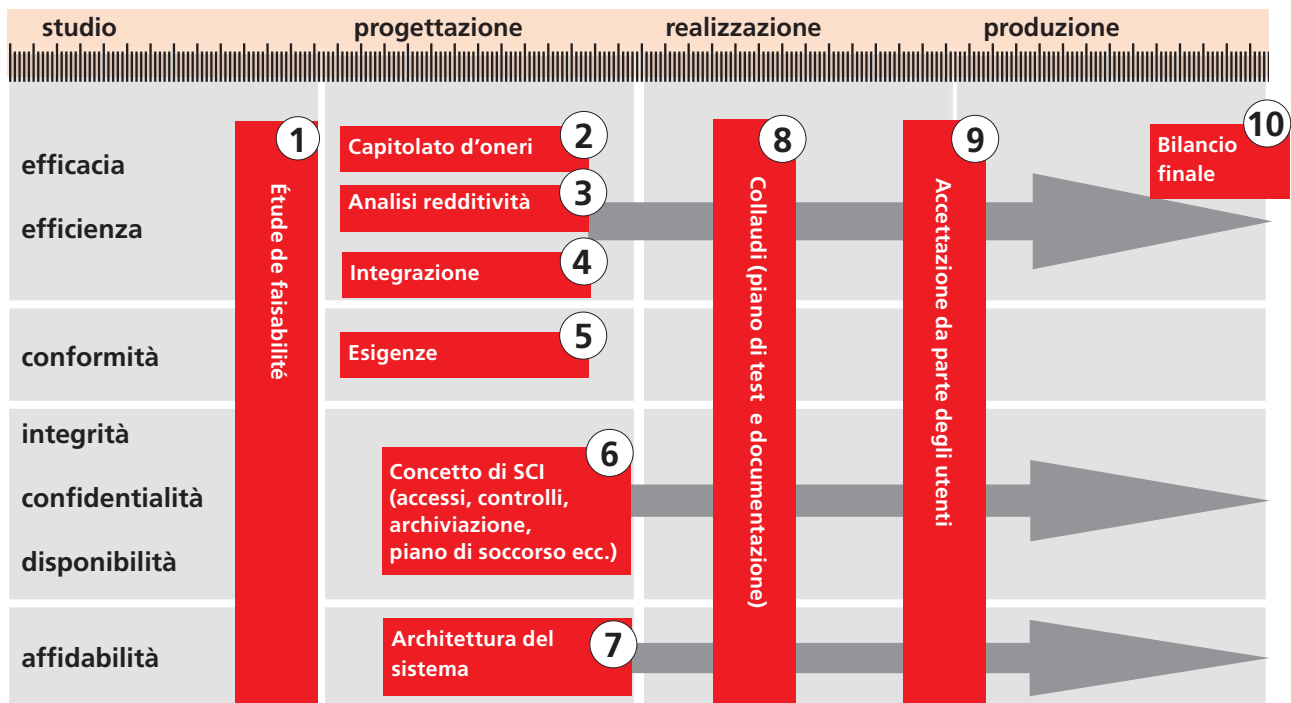 studio progettazione realizzazione produzione
efficacia
efficienza
conformità
integrità
confidentialità
disponibilità
affidabilità
1
Étude de faisabilité
2
Capitolato d’oneri
3
Analisi redditività
4
Integrazione
5
Esigenze
6
Concetto di SCI
(accessi, controlli,
archiviazione,
piano di soccorso ecc.)
7
Architettura del
sistema
8
Collaudi (piano di test e documentazione)
9
Accettazione da parte degli utenti
10
Bilancio
finale